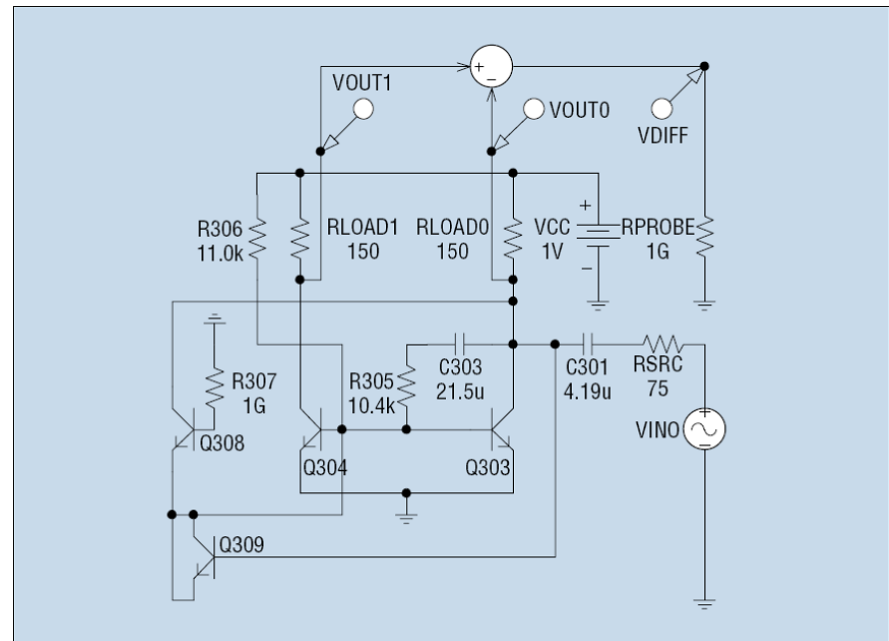 +
−
VOUT1
VOUT0
VDIFF
R306
11.0k
RLOAD1
150
RLOAD0
150
VCC
1V
+
−
RPROBE
1G
R307
1G
R305
10.4k
C303
21.5u
C301
4.19u
RSRC
75
VINO
+
−
Q308
Q304
Q303
Q309